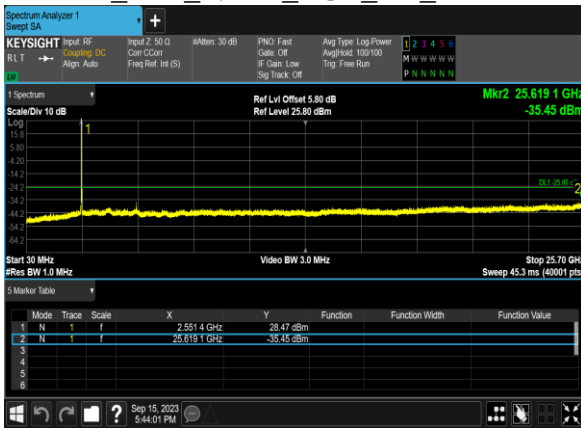 Spectrum Analyzer 1
Swept SA
KEYSIGHT
RLT
LV
Input: RF
Coupling: DC
Align: Auto
Input Z: 50 Ω
Corr CCorr
Freq Ref: Int (S)
#Atten: 30 dB
PNO: Fast
Gate: Off
IF Gain: Low
Sig Track: Off
Avg Type: Log-Power
Avg|Hold: 100/100
Trig: Free Run
1 2 3 4 5 6
M W W W W W
P N N N N N
1 Spectrum
Scale/Div 10 dB
Ref Lvl Offset 5.80 dB
Ref Level 25.80 dBm
Mkr2 25.619 1 GHz
-35.45 dBm
Log
15.8
5.80
-4.20
-14.2
-24.2
-34.2
-44.2
-54.2
-64.2
1
DL1 -25.00
2
Start 30 MHz
#Res BW 1.0 MHz
Video BW 3.0 MHz
Stop 25.70 GHz
Sweep 45.3 ms (40001 pts
5 Marker Table
Mode Trace Scale X Y Function Function Width Function Value
1 N 1 f 2.551 4 GHz 28.47 dBm
2 N 1 f 25.619 1 GHz -35.45 dBm
3
4
5
6
?
Sep 15, 2023
5:44:01 PM